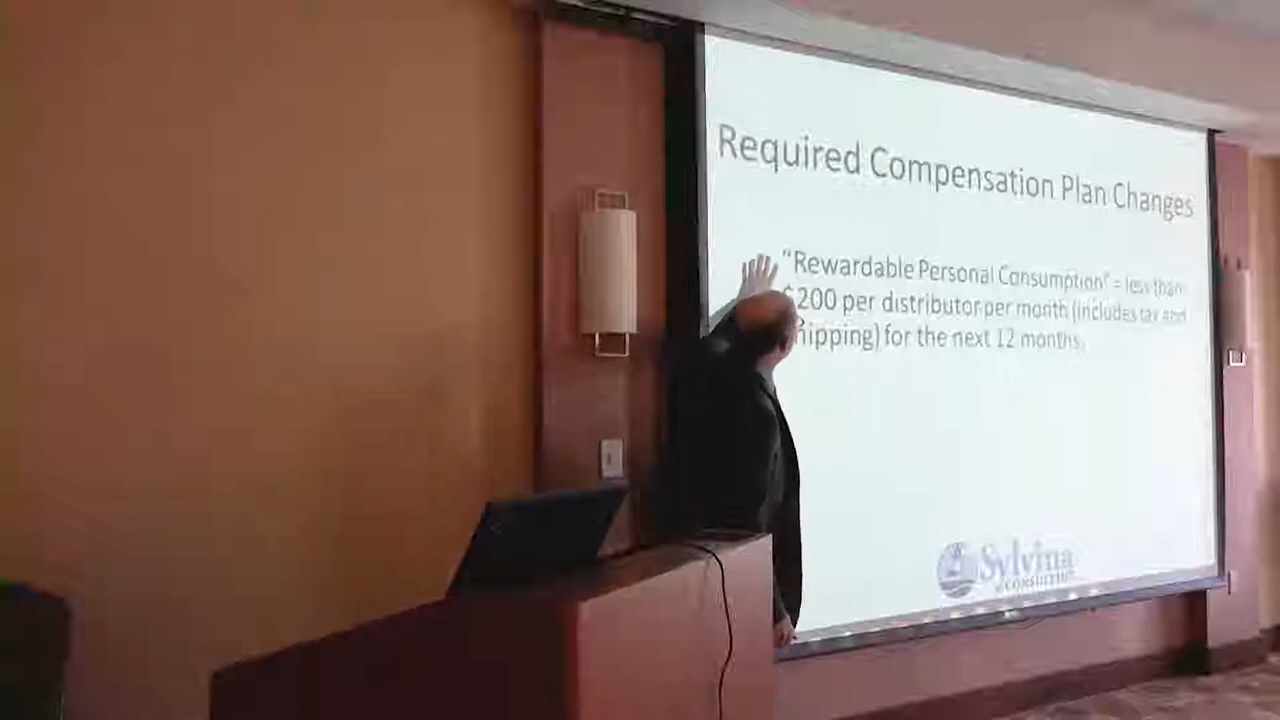 Required Compensation Plan Changes
"Rewardable Personal Consumption" = less than
$200 per distributor per month (includes tax and
shipping) for the next 12 months.
Sylvina
CONSULTING